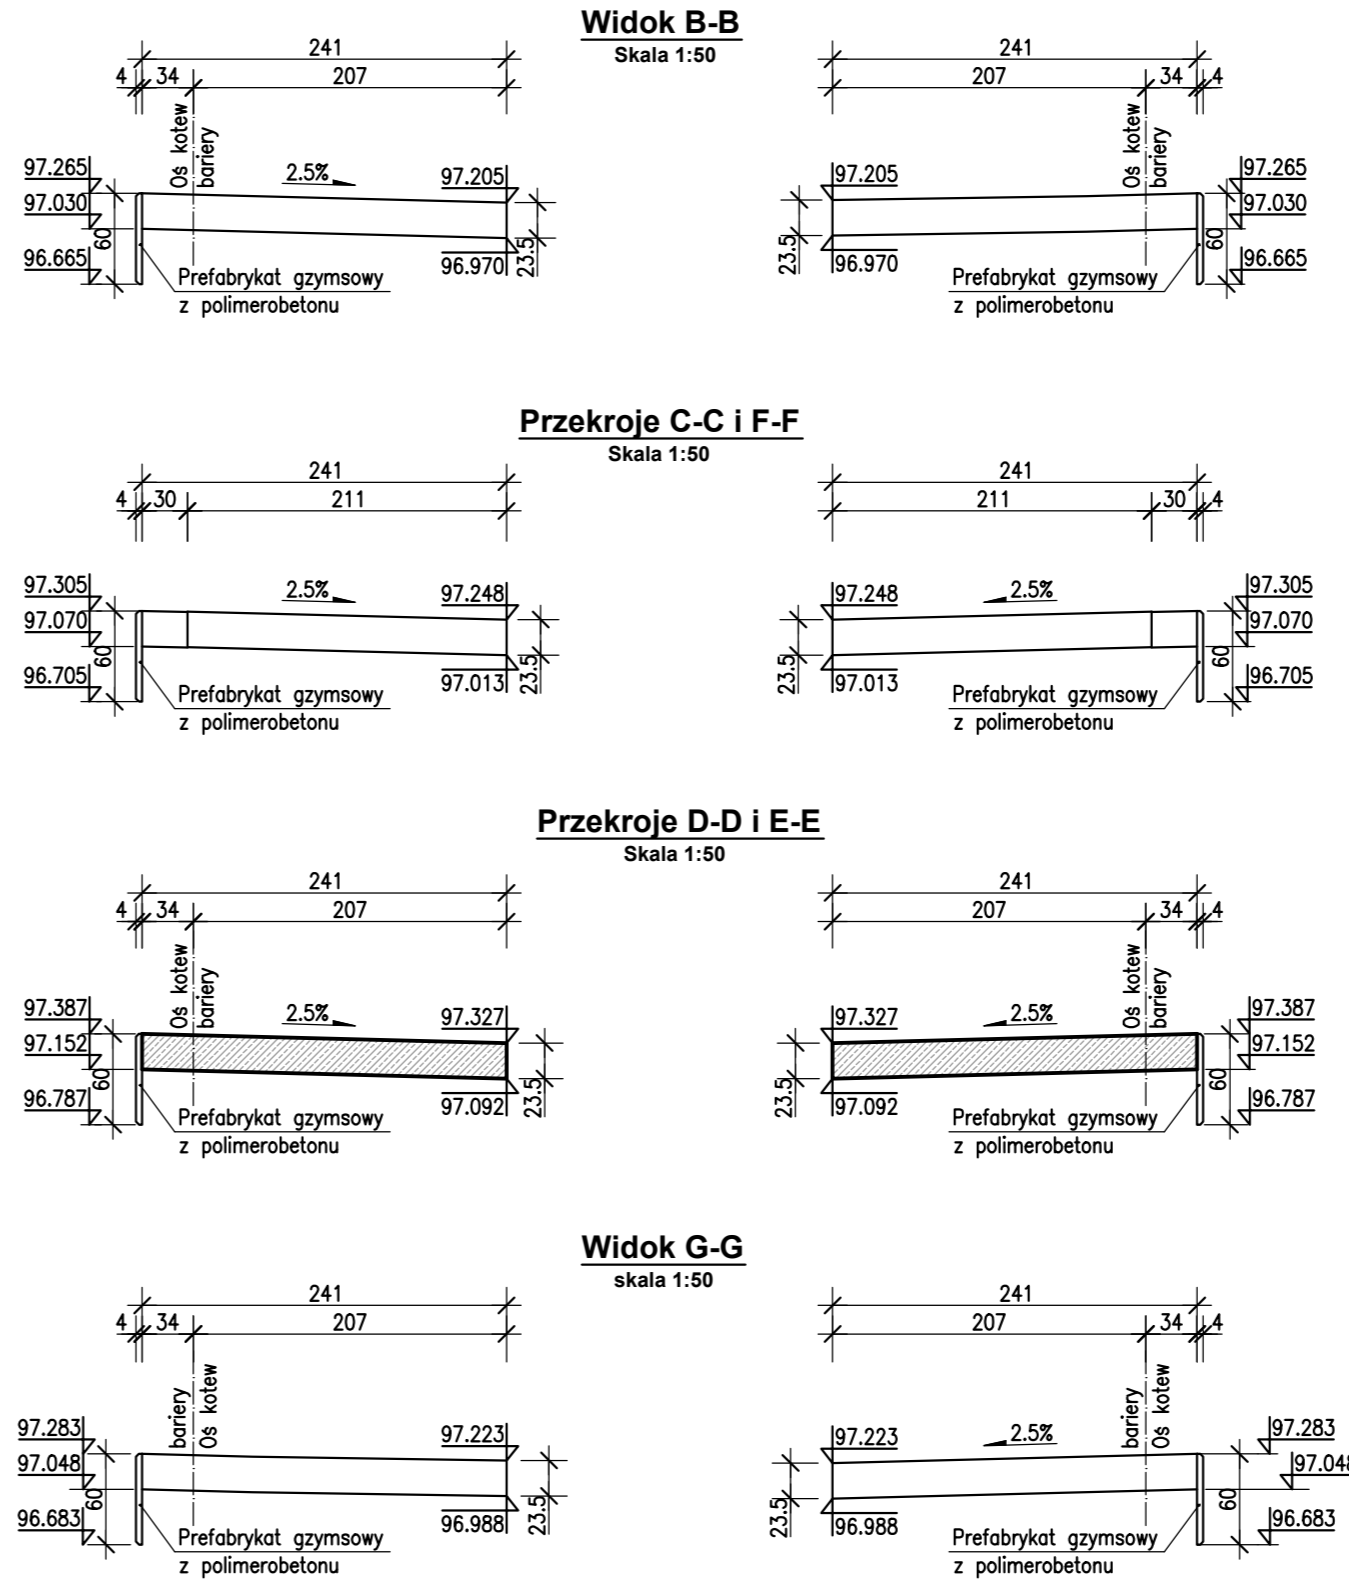 Widok B-B
Skala 1:50
241
4 34 207
Oś kotew
bariery
97.265
97.030
96.665
60
2.5%
97.205
96.970
23.5
Prefabrykat gzymsowy
z polimerobetonu
241
207 34 4
Oś kotew
bariery
97.205
96.970
23.5
97.265
97.030
96.665
60
Prefabrykat gzymsowy
z polimerobetonu
Przekroje C-C i F-F
Skala 1:50
241
4 30 211
97.305
97.070
96.705
60
2.5%
97.248
97.013
23.5
Prefabrykat gzymsowy
z polimerobetonu
241
211 30 4
97.248
97.013
23.5
2.5%
97.305
97.070
96.705
60
Prefabrykat gzymsowy
z polimerobetonu
Przekroje D-D i E-E
Skala 1:50
241
4 34 207
Oś kotew
bariery
97.387
97.152
96.787
60
2.5%
97.327
97.092
23.5
Prefabrykat gzymsowy
z polimerobetonu
241
207 34 4
Oś kotew
bariery
97.327
97.092
23.5
2.5%
97.387
97.152
96.787
60
Prefabrykat gzymsowy
z polimerobetonu
Widok G-G
skala 1:50
241
4 34 207
bariery
Oś kotew
97.283
97.048
96.683
60
97.223
96.988
23.5
Prefabrykat gzymsowy
z polimerobetonu
241
207 34 4
bariery
Oś kotew
97.223
96.988
23.5
2.5%
97.283
97.048
96.683
60
Prefabrykat gzymsowy
z polimerobetonu